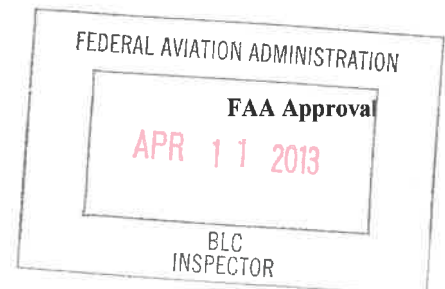 FEDERAL AVIATION ADMINISTRATION
FAA Approval
APR 11 2013
BLC
INSPECTOR